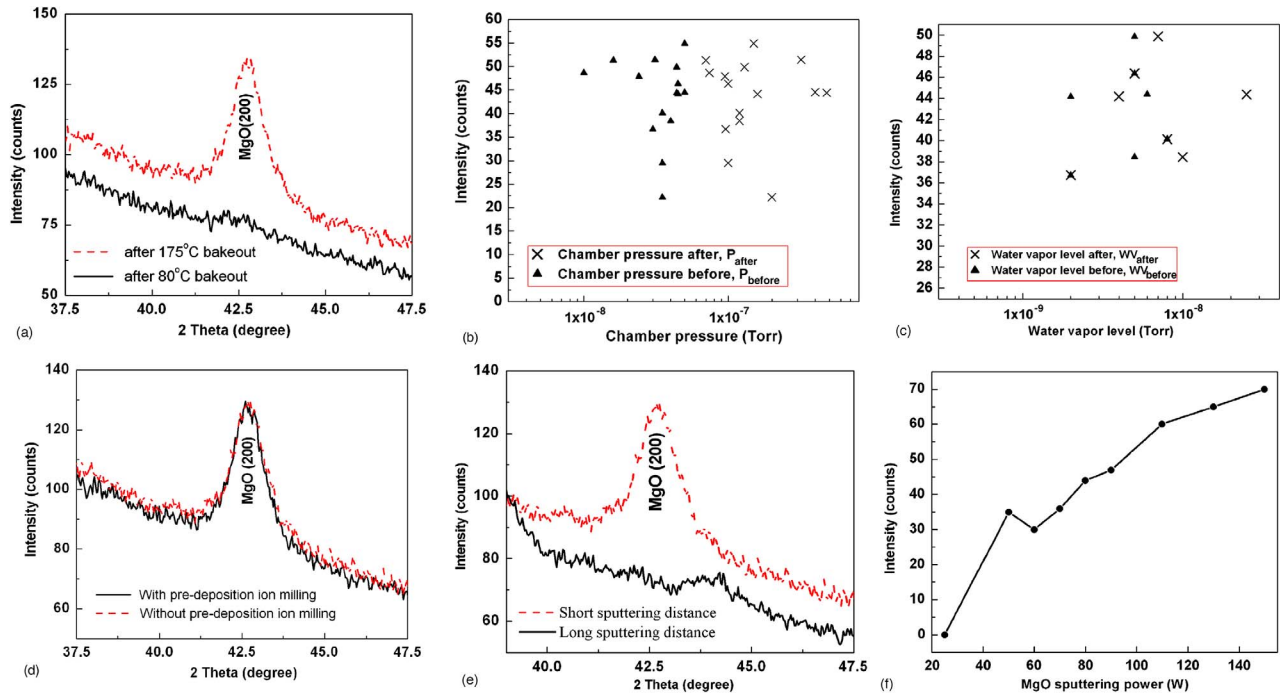 150
125
100
75
50
Intensity (counts)
MgO(200)
after 175°C bakeout
after 80°C bakeout
37.5 40.0 42.5 45.0 47.5
2 Theta (degree)
(a)
60
55
50
45
40
35
30
25
20
15
10
5
0
Intensity (counts)
Chamber pressure after, P_after
Chamber pressure before, P_before
1x10^-8 1x10^-7
Chamber pressure (Torr)
(b)
50
48
46
44
42
40
38
36
34
32
30
28
26
Intensity (counts)
Water vapor level after, WV_after
Water vapor level before, WV_before
1x10^-9 1x10^-8
Water vapor level (Torr)
(c)
140
120
100
80
60
Intensity (counts)
MgO (200)
With pre-deposition ion milling
Without pre-deposition ion milling
37.5 40.0 42.5 45.0 47.5
2 Theta (degree)
(d)
140
120
100
80
60
Intensity (counts)
MgO (200)
Short sputtering distance
Long sputtering distance
40.0 42.5 45.0 47.5
2 Theta (degree)
(e)
70
60
50
40
30
20
10
0
Intensity (counts)
20 40 60 80 100 120 140
MgO sputtering power (W)
(f)